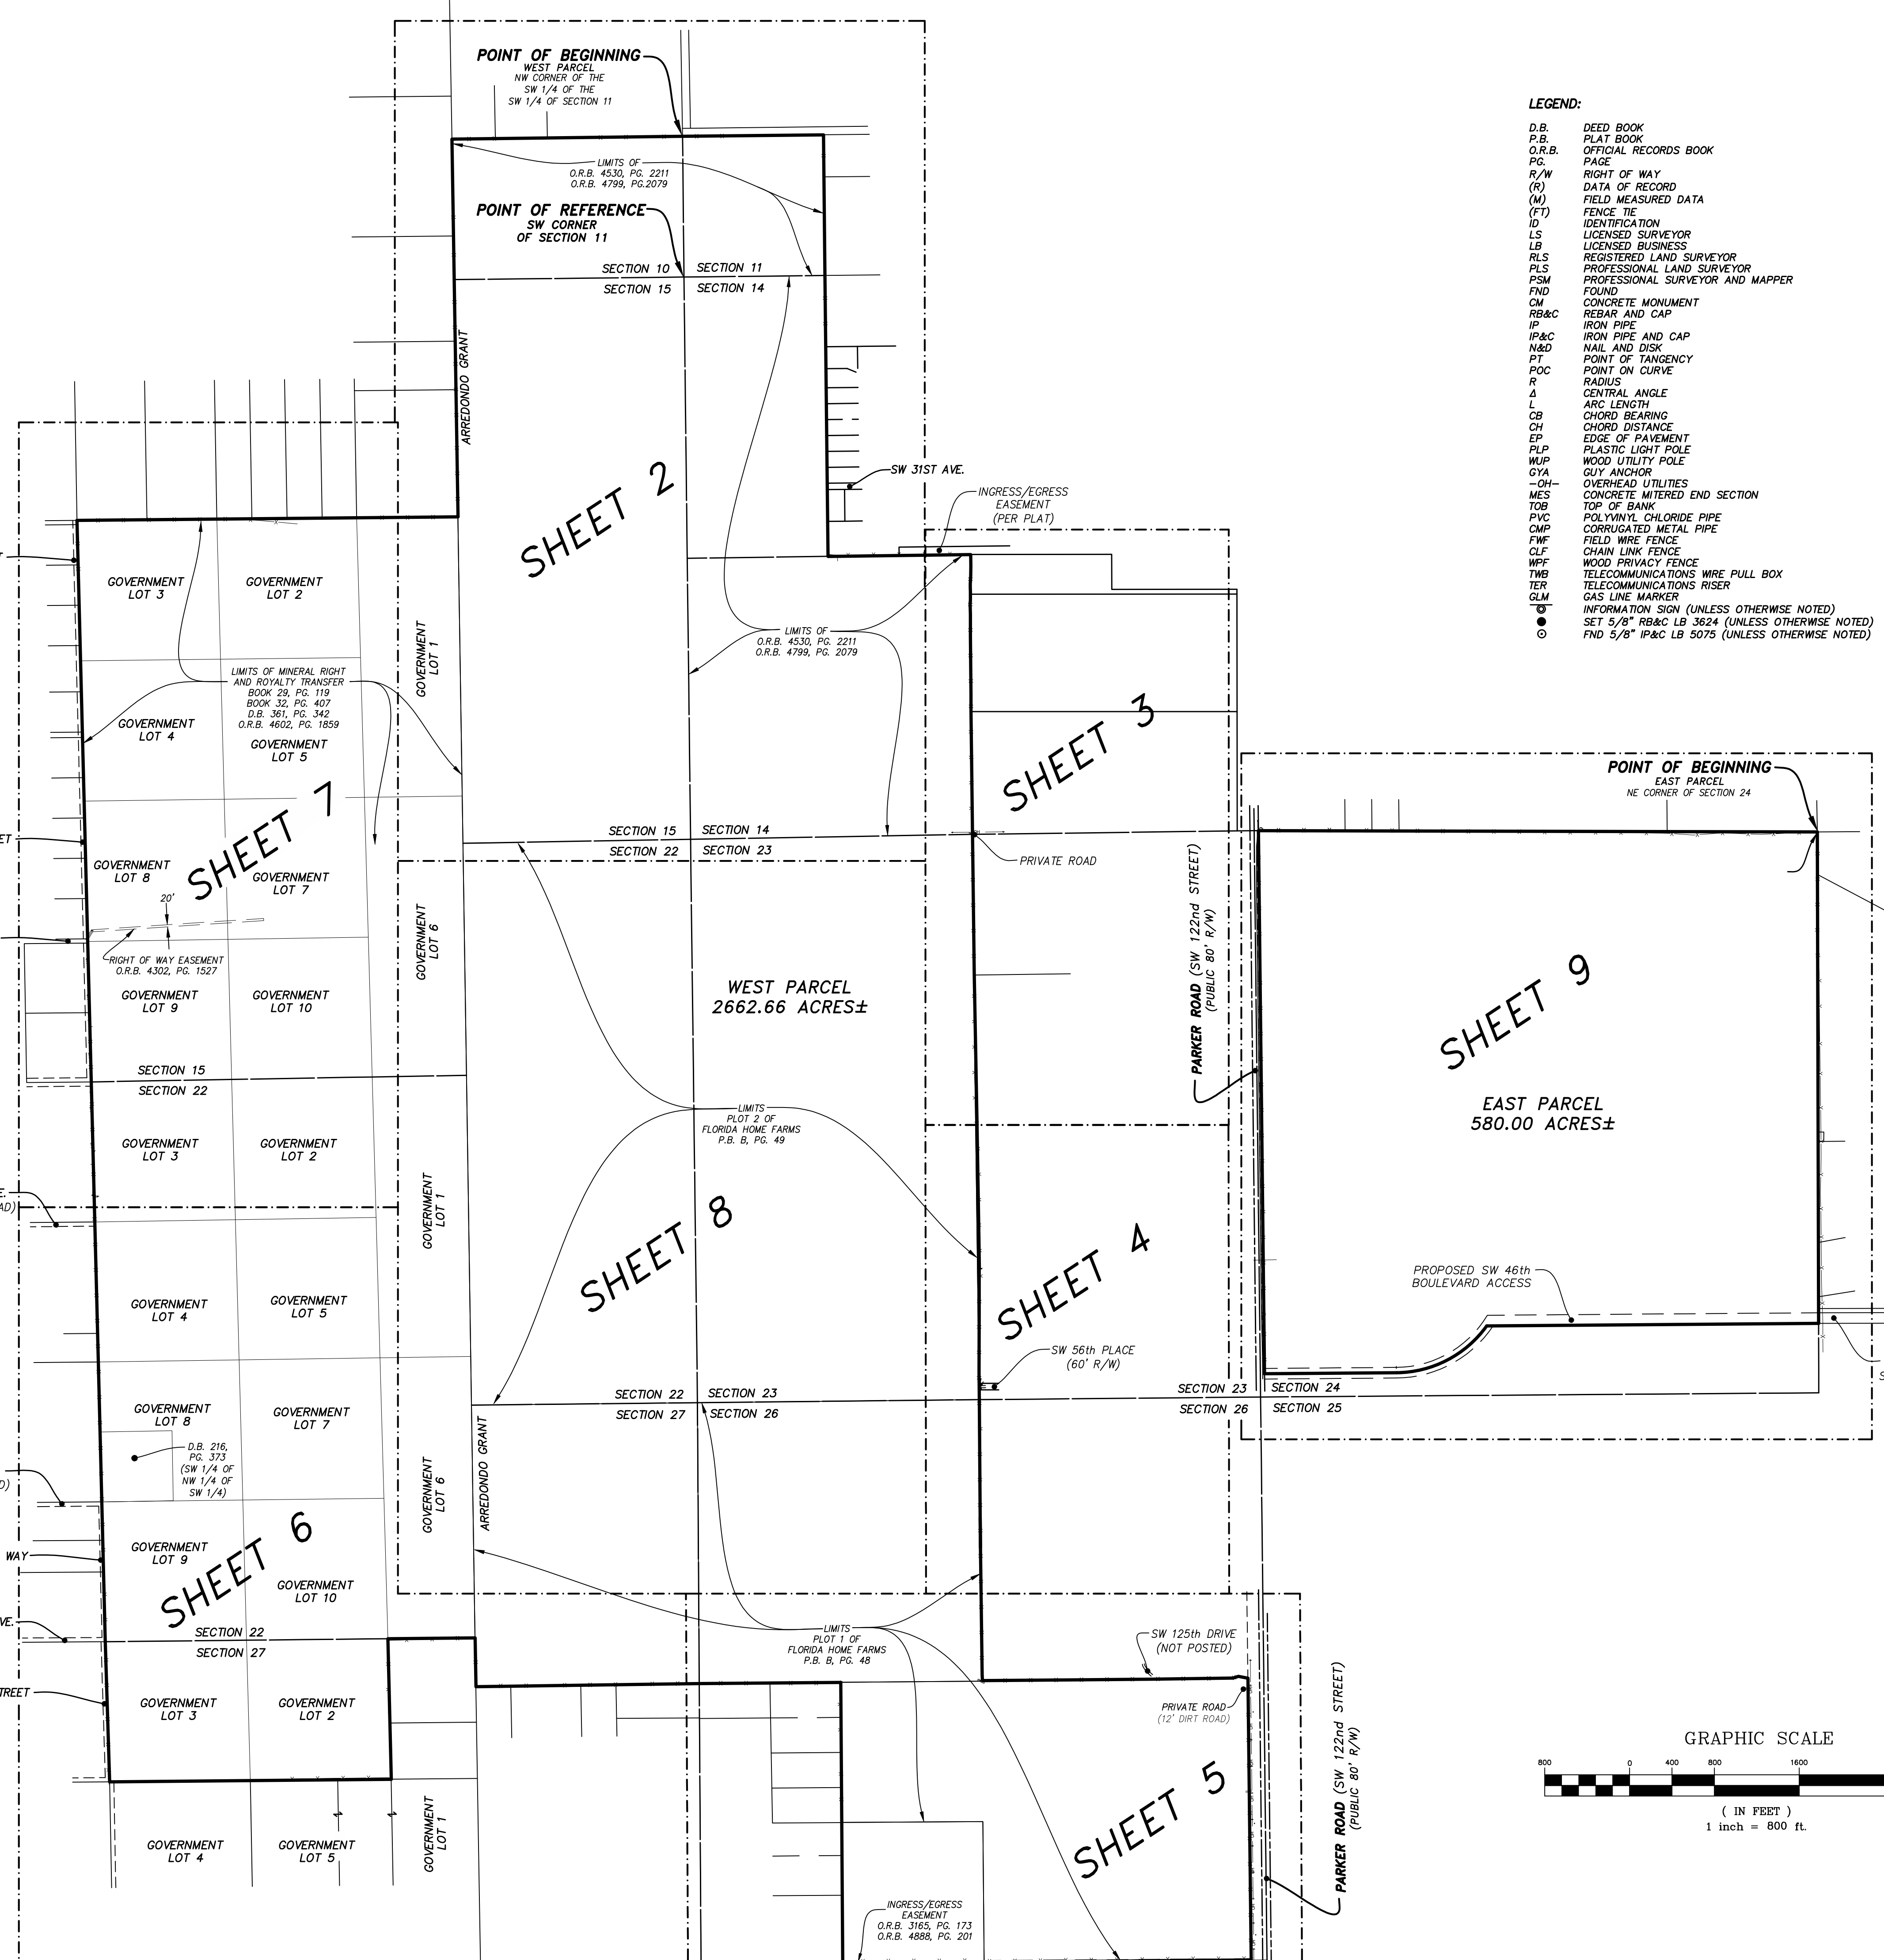 POINT OF BEGINNING
WEST PARCEL
NW CORNER OF THE
SW 1/4 OF THE
SW 1/4 OF SECTION 11
LIMITS OF
O.R.B. 4530, PG. 2211
O.R.B. 4799, PG.2079
POINT OF REFERENCE
SW CORNER
OF SECTION 11
SECTION 10
SECTION 11
SECTION 15
SECTION 14
ARREDONDO GRANT
SHEET 2
SW 31ST AVE.
INGRESS/EGRESS
EASEMENT
(PER PLAT)
LEGEND:
D.B. DEED BOOK
P.B. PLAT BOOK
O.R.B. OFFICIAL RECORDS BOOK
PG. PAGE
R/W RIGHT OF WAY
(R) DATA OF RECORD
(M) FIELD MEASURED DATA
(FT) FENCE TIE
ID IDENTIFICATION
LS LICENSED SURVEYOR
LB LICENSED BUSINESS
RLS REGISTERED LAND SURVEYOR
PLS PROFESSIONAL LAND SURVEYOR
PSM PROFESSIONAL SURVEYOR AND MAPPER
FND FOUND
CM CONCRETE MONUMENT
RB&C REBAR AND CAP
IP IRON PIPE
IP&C IRON PIPE AND CAP
N&D NAIL AND DISK
PT POINT OF TANGENCY
POC POINT ON CURVE
R RADIUS
Δ CENTRAL ANGLE
L ARC LENGTH
CB CHORD BEARING
CH CHORD DISTANCE
EP EDGE OF PAVEMENT
PLP PLASTIC LIGHT POLE
WUP WOOD UTILITY POLE
GYA GUY ANCHOR
-OH- OVERHEAD UTILITIES
MES CONCRETE MITERED END SECTION
TOB TOP OF BANK
PVC POLYVINYL CHLORIDE PIPE
CMP CORRUGATED METAL PIPE
FWF FIELD WIRE FENCE
CLF CHAIN LINK FENCE
WPF WOOD PRIVACY FENCE
TWB TELECOMMUNICATIONS WIRE PULL BOX
TER TELECOMMUNICATIONS RISER
GLM GAS LINE MARKER
INFORMATION SIGN (UNLESS OTHERWISE NOTED)
SET 5/8" RB&C LB 3624 (UNLESS OTHERWISE NOTED)
FND 5/8" IP&C LB 5075 (UNLESS OTHERWISE NOTED)
GOVERNMENT
LOT 3
GOVERNMENT
LOT 2
GOVERNMENT
LOT 1
LIMITS OF MINERAL RIGHT
AND ROYALTY TRANSFER
BOOK 29, PG. 119
BOOK 32, PG. 407
D.B. 361, PG. 342
O.R.B. 4602, PG. 1859
GOVERNMENT
LOT 4
GOVERNMENT
LOT 5
LIMITS OF
O.R.B. 4530, PG. 2211
O.R.B. 4799, PG. 2079
SHEET 3
SHEET 7
ET
GOVERNMENT
LOT 8
GOVERNMENT
LOT 7
20'
RIGHT OF WAY EASEMENT
O.R.B. 4302, PG. 1527
GOVERNMENT
LOT 6
SECTION 15
SECTION 14
SECTION 22
SECTION 23
PRIVATE ROAD
POINT OF BEGINNING
EAST PARCEL
NE CORNER OF SECTION 24
PARKER ROAD (SW 122nd STREET)
(PUBLIC 80' R/W)
GOVERNMENT
LOT 9
GOVERNMENT
LOT 10
WEST PARCEL
2662.66 ACRES±
SHEET 9
EAST PARCEL
580.00 ACRES±
SECTION 15
SECTION 22
GOVERNMENT
LOT 3
GOVERNMENT
LOT 2
GOVERNMENT
LOT 1
LIMITS
PLOT 2 OF
FLORIDA HOME FARMS
P.B. B, PG. 49
SHEET 8
SHEET 4
PROPOSED SW 46th
BOULEVARD ACCESS
GOVERNMENT
LOT 4
GOVERNMENT
LOT 5
SW 56th PLACE
(60' R/W)
SECTION 22
SECTION 23
SECTION 27
SECTION 26
SECTION 23
SECTION 24
SECTION 26
SECTION 25
GOVERNMENT
LOT 8
GOVERNMENT
LOT 7
D.B. 216,
PG. 373
(SW 1/4 OF
NW 1/4 OF
SW 1/4)
GOVERNMENT
LOT 6
ARREDONDO GRANT
WAY
GOVERNMENT
LOT 9
SHEET 6
GOVERNMENT
LOT 10
SECTION 22
SECTION 27
LIMITS
PLOT 1 OF
FLORIDA HOME FARMS
P.B. B, PG. 48
SW 125th DRIVE
(NOT POSTED)
PRIVATE ROAD
(12' DIRT ROAD)
GOVERNMENT
LOT 3
GOVERNMENT
LOT 2
PARKER ROAD (SW 122nd STREET)
(PUBLIC 80' R/W)
SHEET 5
GOVERNMENT
LOT 4
GOVERNMENT
LOT 5
GOVERNMENT
LOT 1
INGRESS/EGRESS
EASEMENT
O.R.B. 3165, PG. 173
O.R.B. 4888, PG. 201
GRAPHIC SCALE
800 0 400 800 1600
( IN FEET )
1 inch = 800 ft.